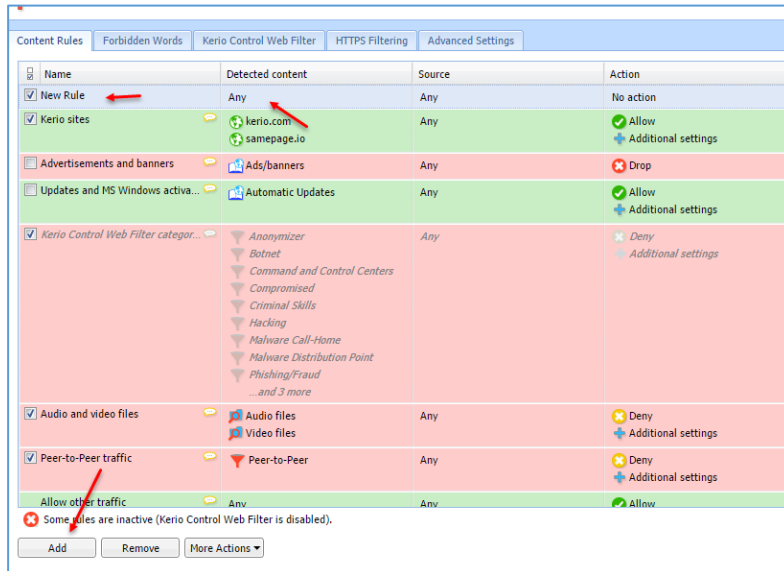 Content Rules Forbidden Words Kerio Control Web Filter HTTPS Filtering Advanced Settings
Name Detected content Source Action
New Rule Any Any No action
Kerio sites kerio.com Any Allow
samepage.io Additional settings
Advertisements and banners Ads/banners Any Drop
Updates and MS Windows activa... Automatic Updates Any Allow
Additional settings
Kerio Control Web Filter categor... Anonymizer Any Deny
Botnet Additional settings
Command and Control Centers
Compromised
Criminal Skills
Hacking
Malware Call-Home
Malware Distribution Point
Phishing/Fraud
...and 3 more
Audio and video files Audio files Any Deny
Video files Additional settings
Peer-to-Peer traffic Peer-to-Peer Any Deny
Additional settings
Allow other traffic Any Any Allow
Some rules are inactive (Kerio Control Web Filter is disabled).
Add Remove More Actions